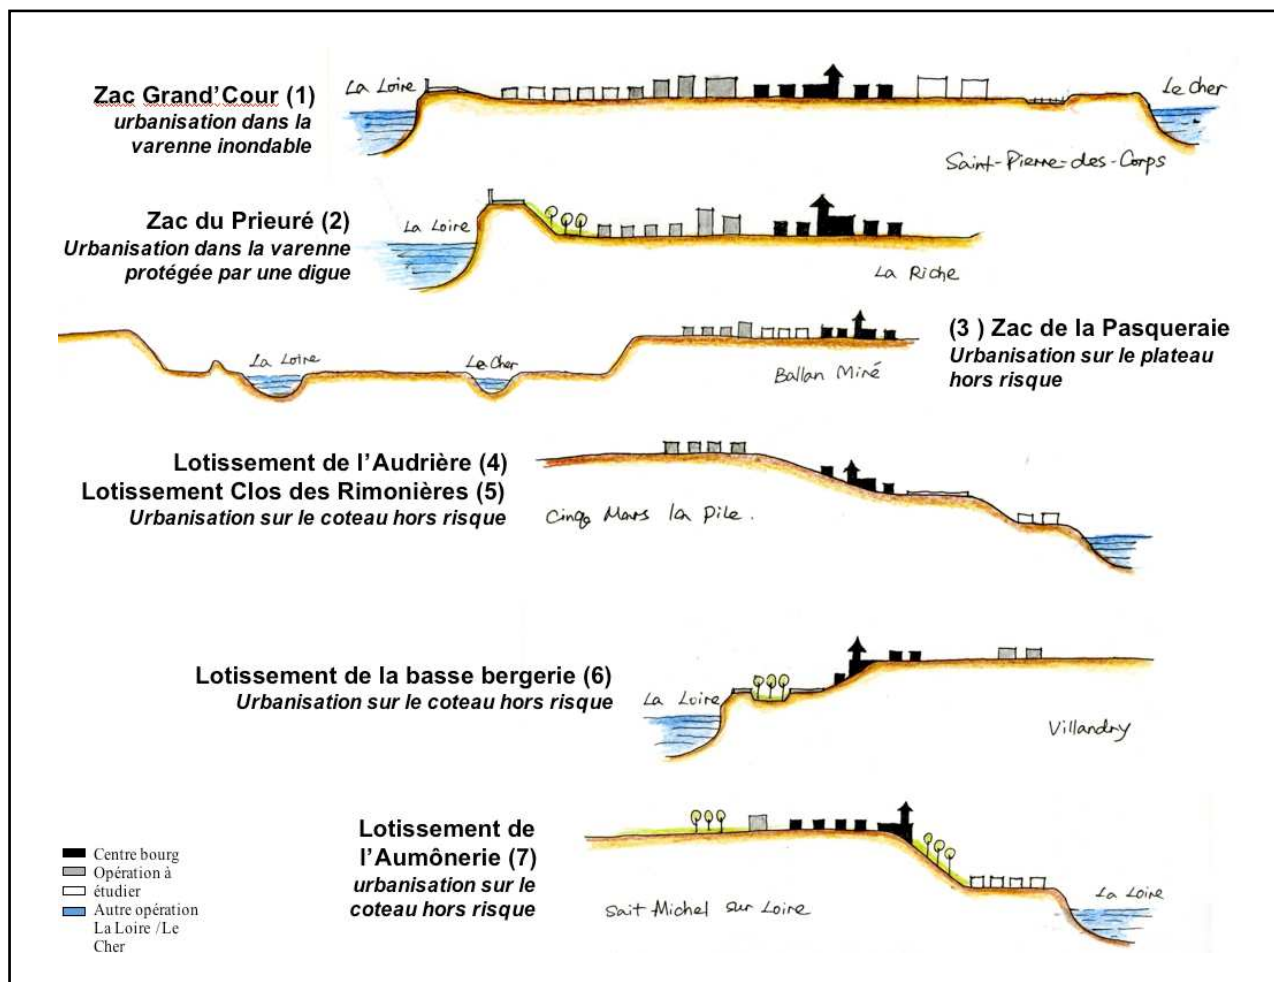 Zac Grand'Cour (1)
urbanisation dans la
varenne inondable
La Loire
Le Cher
Saint-Pierre-des-Corps
Zac du Prieuré (2)
Urbanisation dans la varenne
protégée par une digue
La Loire
La Riche
La Loire
Le Cher
Ballan Miré
(3 ) Zac de la Pasqueraie
Urbanisation sur le plateau
hors risque
Lotissement de l'Audrière (4)
Lotissement Clos des Rimonières (5)
Urbanisation sur le coteau hors risque
Cinq Mars la Pile.
Lotissement de la basse bergerie (6)
Urbanisation sur le coteau hors risque
La Loire
Villandry
Lotissement de
l'Aumônerie (7)
urbanisation sur le
coteau hors risque
Sait Michel sur Loire
La Loire
Centre bourg
Opération à
étudier
Autre opération
La Loire /Le
Cher